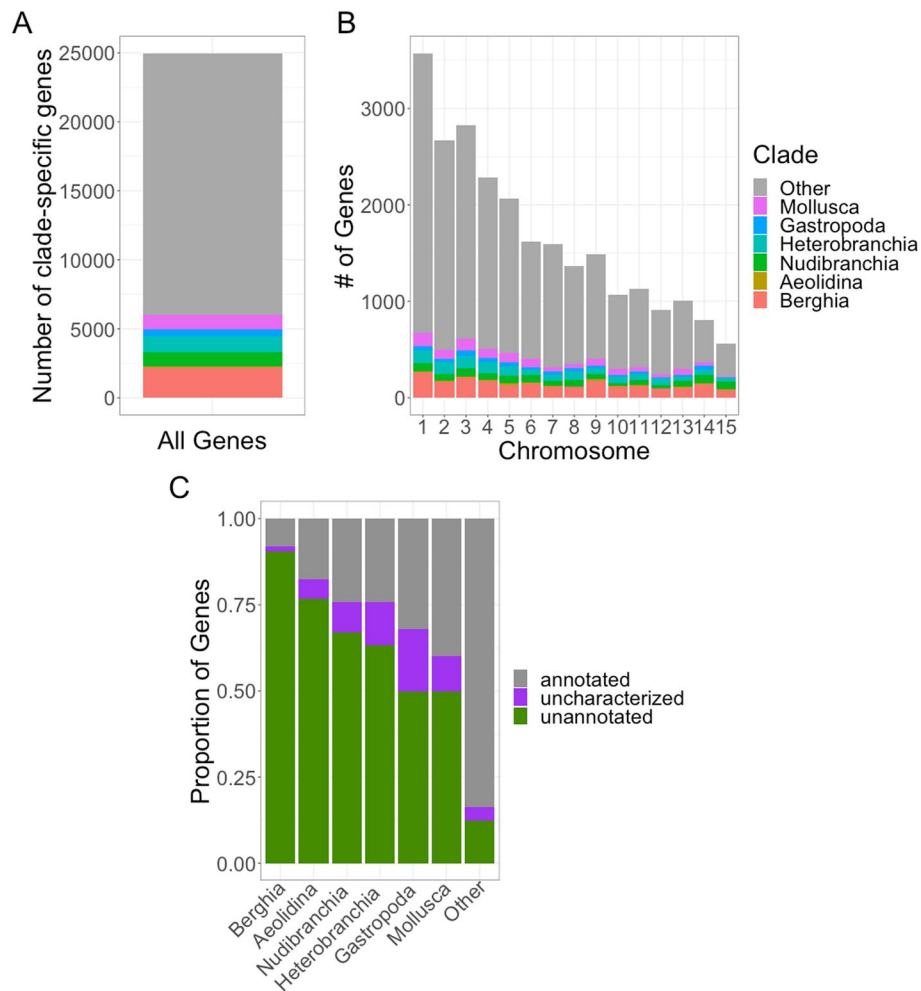 A
Number of clade-specific genes
25000
20000
15000
10000
5000
0
All Genes
B
# of Genes
3000
2000
1000
0
1 2 3 4 5 6 7 8 9 10 11 12 13 14 15
Chromosome
Clade
Other
Mollusca
Gastropoda
Heterobranchia
Nudibranchia
Aeolidina
Berghia
C
Proportion of Genes
1.00
0.75
0.50
0.25
0.00
Berghia
Aeolidina
Nudibranchia
Heterobranchia
Gastropoda
Mollusca
Other
annotated
uncharacterized
unannotated